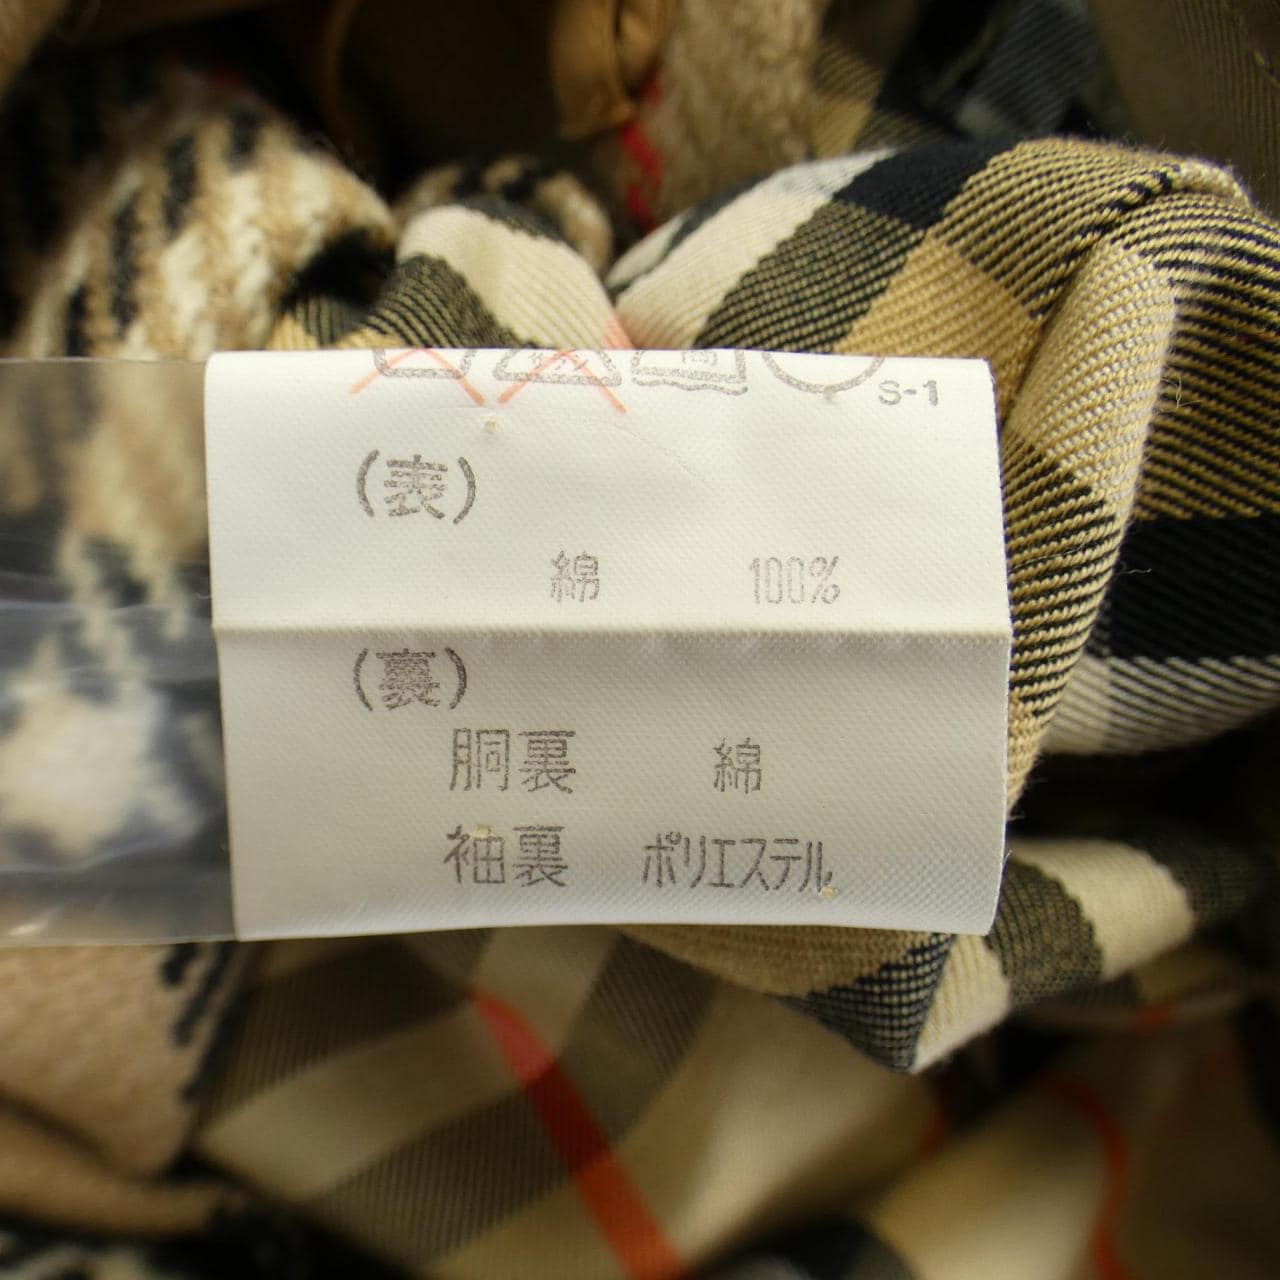 S-1
(表)
綿 100%
(裏)
胴裏 綿
袖裏 ポリエステル